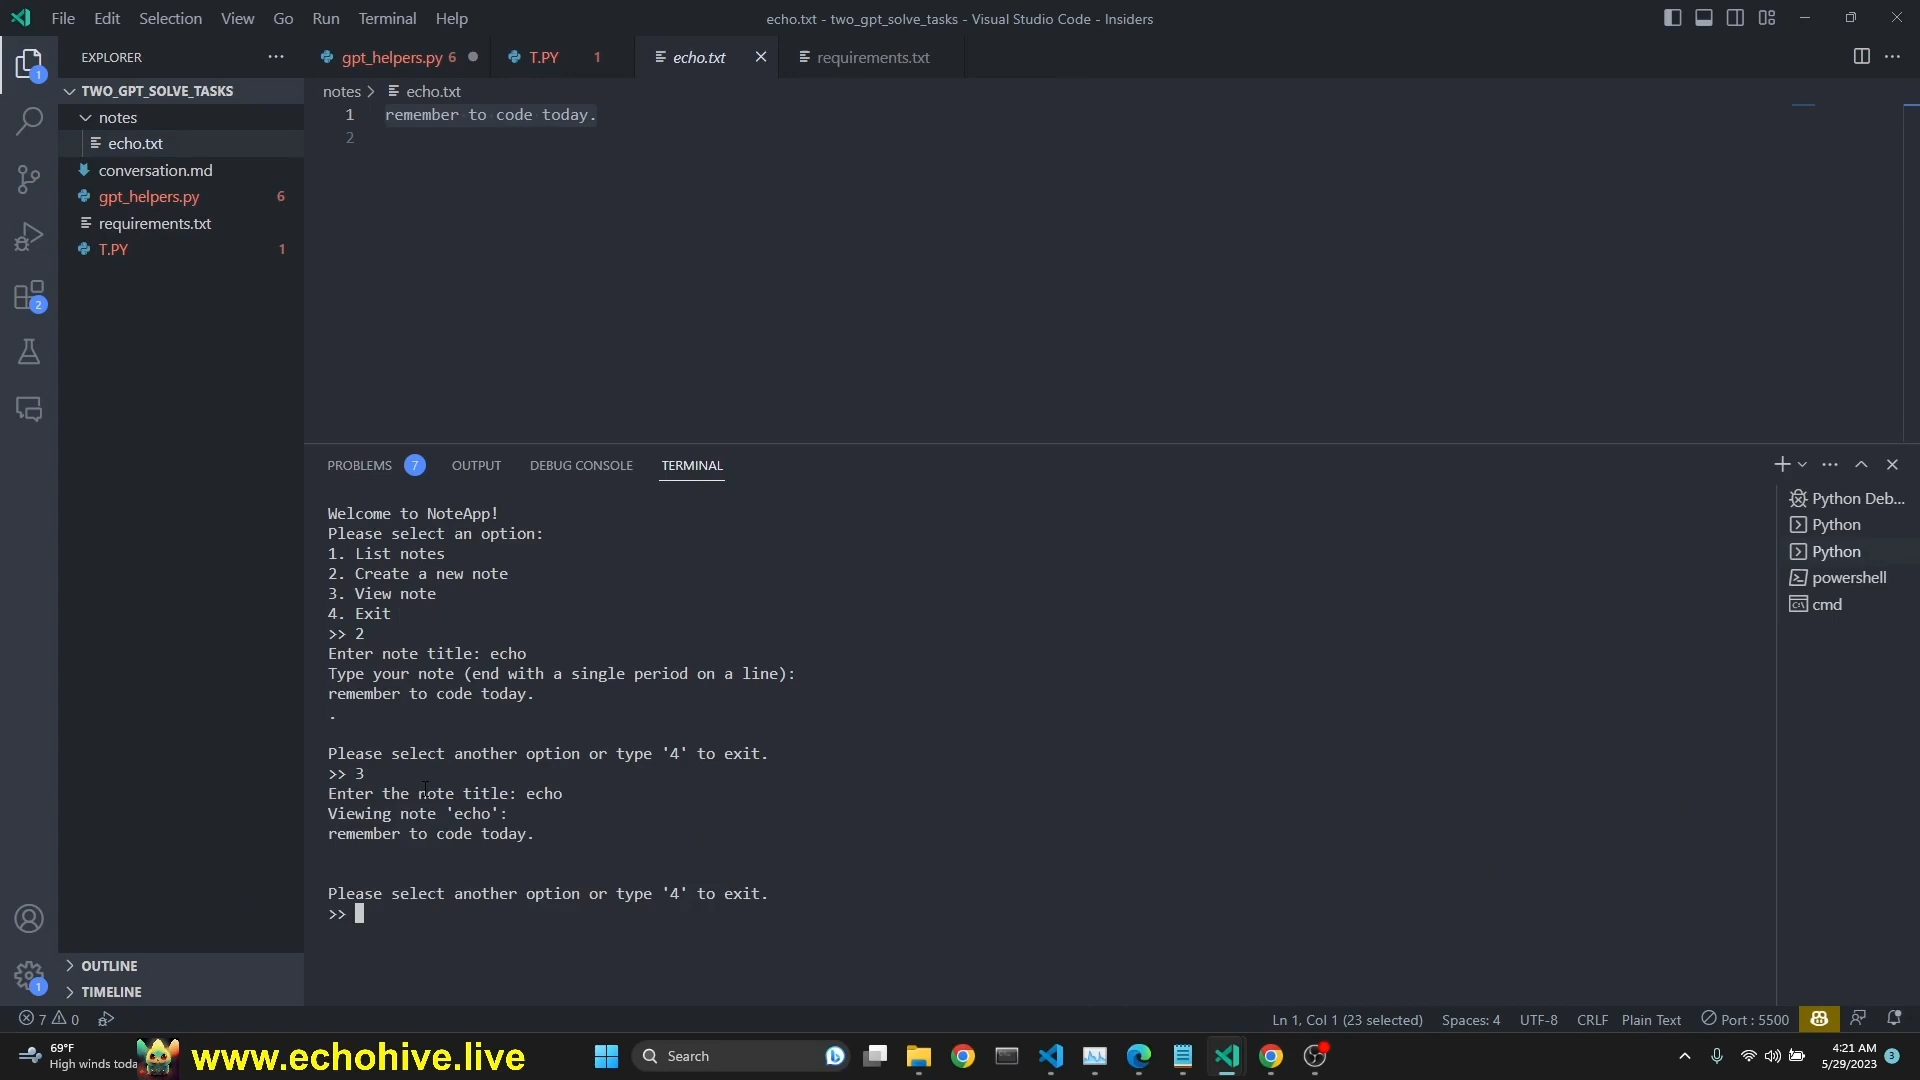 File Edit Selection View Go Run Terminal Help
echo.txt - two_gpt_solve_tasks - Visual Studio Code - Insiders
EXPLORER
gpt_helpers.py 6
T.PY 1
echo.txt
requirements.txt
TWO_GPT_SOLVE_TASKS
notes
echo.txt
conversation.md
gpt_helpers.py 6
requirements.txt
T.PY 1
notes > echo.txt
1 remember to code today.
2
1
2
PROBLEMS 7 OUTPUT DEBUG CONSOLE TERMINAL
Welcome to NoteApp!
Please select an option:
1. List notes
2. Create a new note
3. View note
4. Exit
>> 2
Enter note title: echo
Type your note (end with a single period on a line):
remember to code today.
.
Please select another option or type '4' to exit.
>> 3
Enter the note title: echo
Viewing note 'echo':
remember to code today.
Please select another option or type '4' to exit.
>>
Python Deb...
Python
Python
powershell
cmd
OUTLINE
1
TIMELINE
7 0
Ln 1, Col 1 (23 selected) Spaces: 4 UTF-8 CRLF Plain Text Port : 5500
69°F
High winds toda
www.echohive.live
Search
4:21 AM
5/29/2023
3